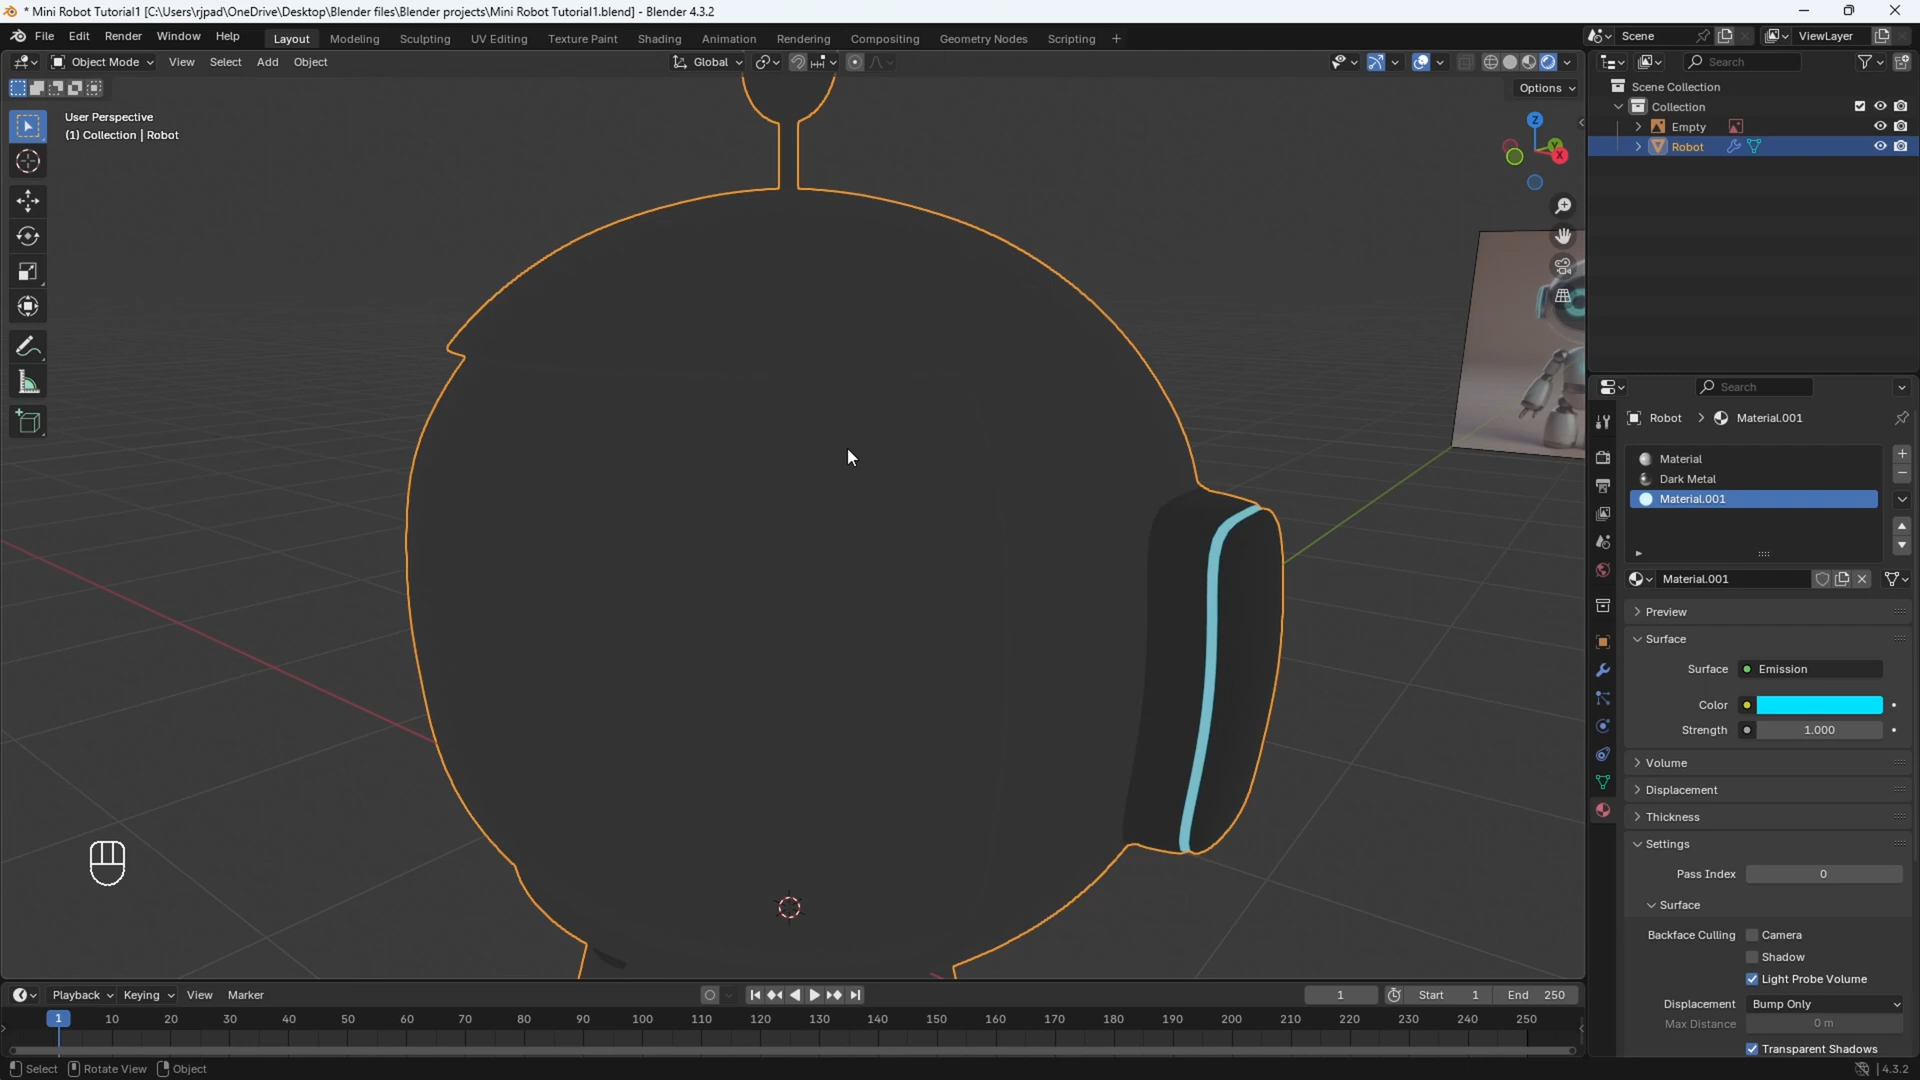 * Mini Robot Tutorial1 [C:\Users\rjpad\OneDrive\Desktop\Blender files\Blender projects\Mini Robot Tutorial1.blend] - Blender 4.3.2
File Edit Render Window Help Layout Modeling Sculpting UV Editing Texture Paint Shading Animation Rendering Compositing Geometry Nodes Scripting + Scene ViewLayer
Object Mode View Select Add Object Global Search
Options
User Perspective
(1) Collection | Robot
Z
Y
X
Scene Collection
Collection
Empty
Robot
Search
Robot > Material.001
Material
Dark Metal
Material.001
Material.001
Preview
Surface
Surface Emission
Color
Strength 1.000
Volume
Displacement
Thickness
Settings
Pass Index 0
Surface
Backface Culling Camera
Shadow
Light Probe Volume
Displacement Bump Only
Max Distance 0 m
Transparent Shadows
Playback Keying View Marker 1 Start 1 End 250
1 10 20 30 40 50 60 70 80 90 100 110 120 130 140 150 160 170 180 190 200 210 220 230 240 250
Select Rotate View Object 4.3.2